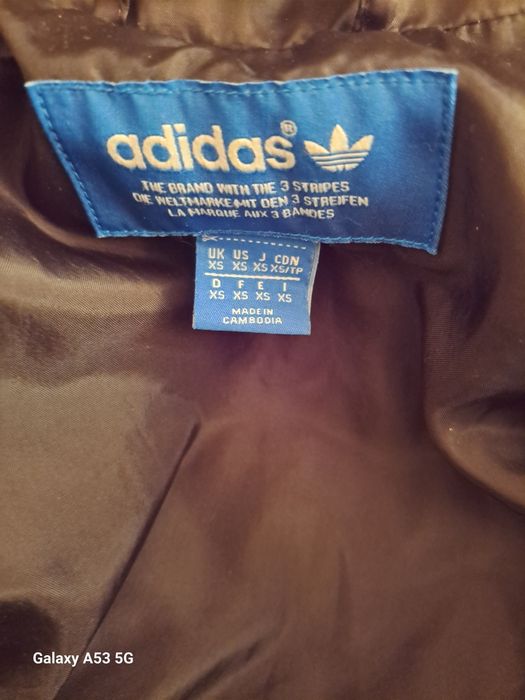 adidas®
THE BRAND WITH THE 3 STRIPES
DIE WELTMARKE MIT DEN 3 STREIFEN
LA MARQUE AUX 3 BANDES
UK US J CDN
XS XS XS XS/TP
D F E I
XS XS XS XS
MADE IN
CAMBODIA
Galaxy A53 5G